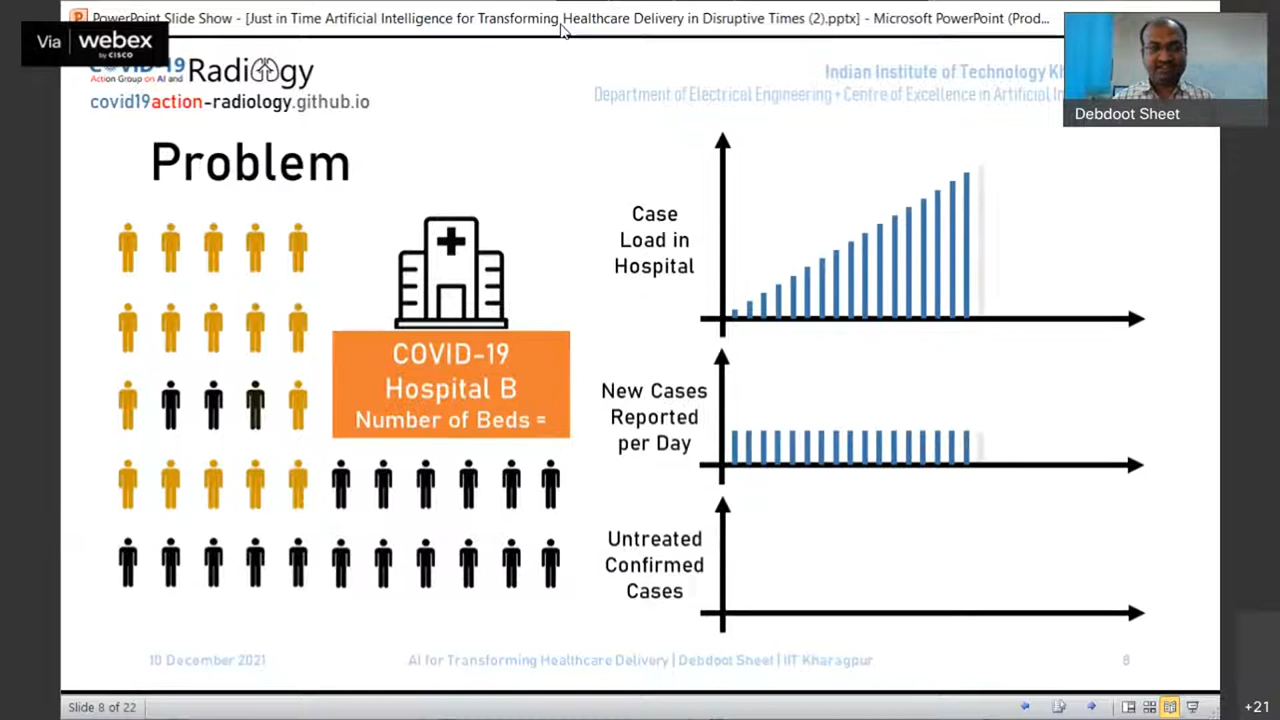 PowerPoint Slide Show - [Just in Time Artificial Intelligence for Transforming Healthcare Delivery in Disruptive Times (2).pptx] - Microsoft PowerPoint (Prod...
Via webex
by CISCO
COVID-19
Action Group on AI and Radiology
covid19action-radiology.github.io
Indian Institute of Technology
Department of Electrical Engineering + Centre of Excellence in Artificial
Debdoot Sheet
Problem
COVID-19
Hospital B
Number of Beds =
Case
Load in
Hospital
New Cases
Reported
per Day
Untreated
Confirmed
Cases
10 December 2021
AI for Transforming Healthcare Delivery | Debdoot Sheet | IIT Kharagpur
8
Slide 8 of 22
+21